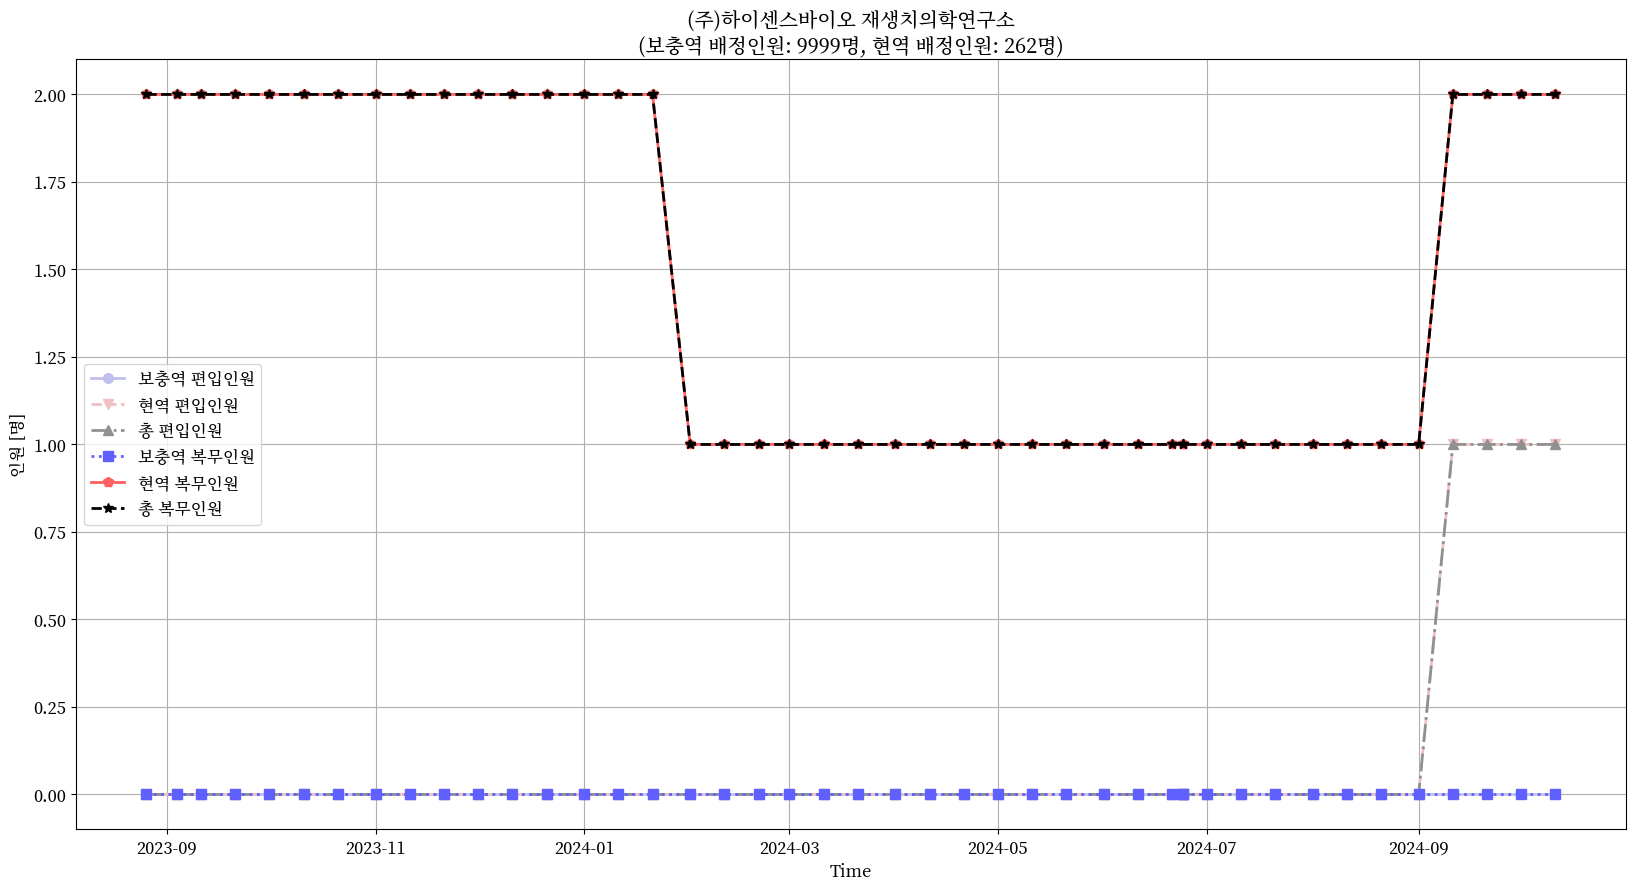 (주)하이센스바이오 재생치의학연구소
(보충역 배정인원: 9999명, 현역 배정인원: 262명)
인원 [명]
2.00
1.75
1.50
1.25
1.00
0.75
0.50
0.25
0.00
보충역 편입인원
현역 편입인원
총 편입인원
보충역 복무인원
현역 복무인원
총 복무인원
2023-09
2023-11
2024-01
2024-03
2024-05
2024-07
2024-09
Time